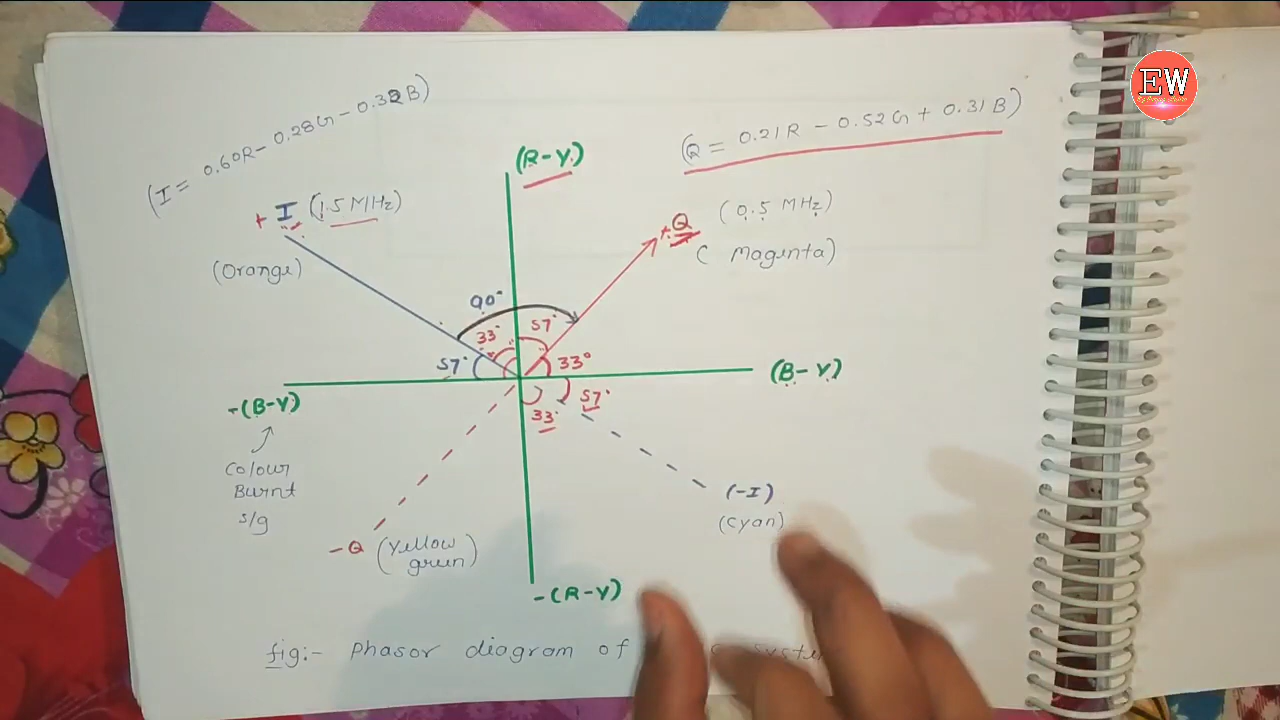 (I = 0.60R - 0.28G - 0.32B)
(Q = 0.21R - 0.52G + 0.31B)
EW
(R-Y)
+ I (1.5 MHz)
+Q (0.5 MHz)
(Orange)
(Magenta)
90°
33° 57°
57° 33°
(B-Y)
-(B-Y)
33° 57°
Colour
Burnt
s/g
(-I)
(Cyan)
-Q (Yellow
green)
-(R-Y)
fig:- Phasor diagram of